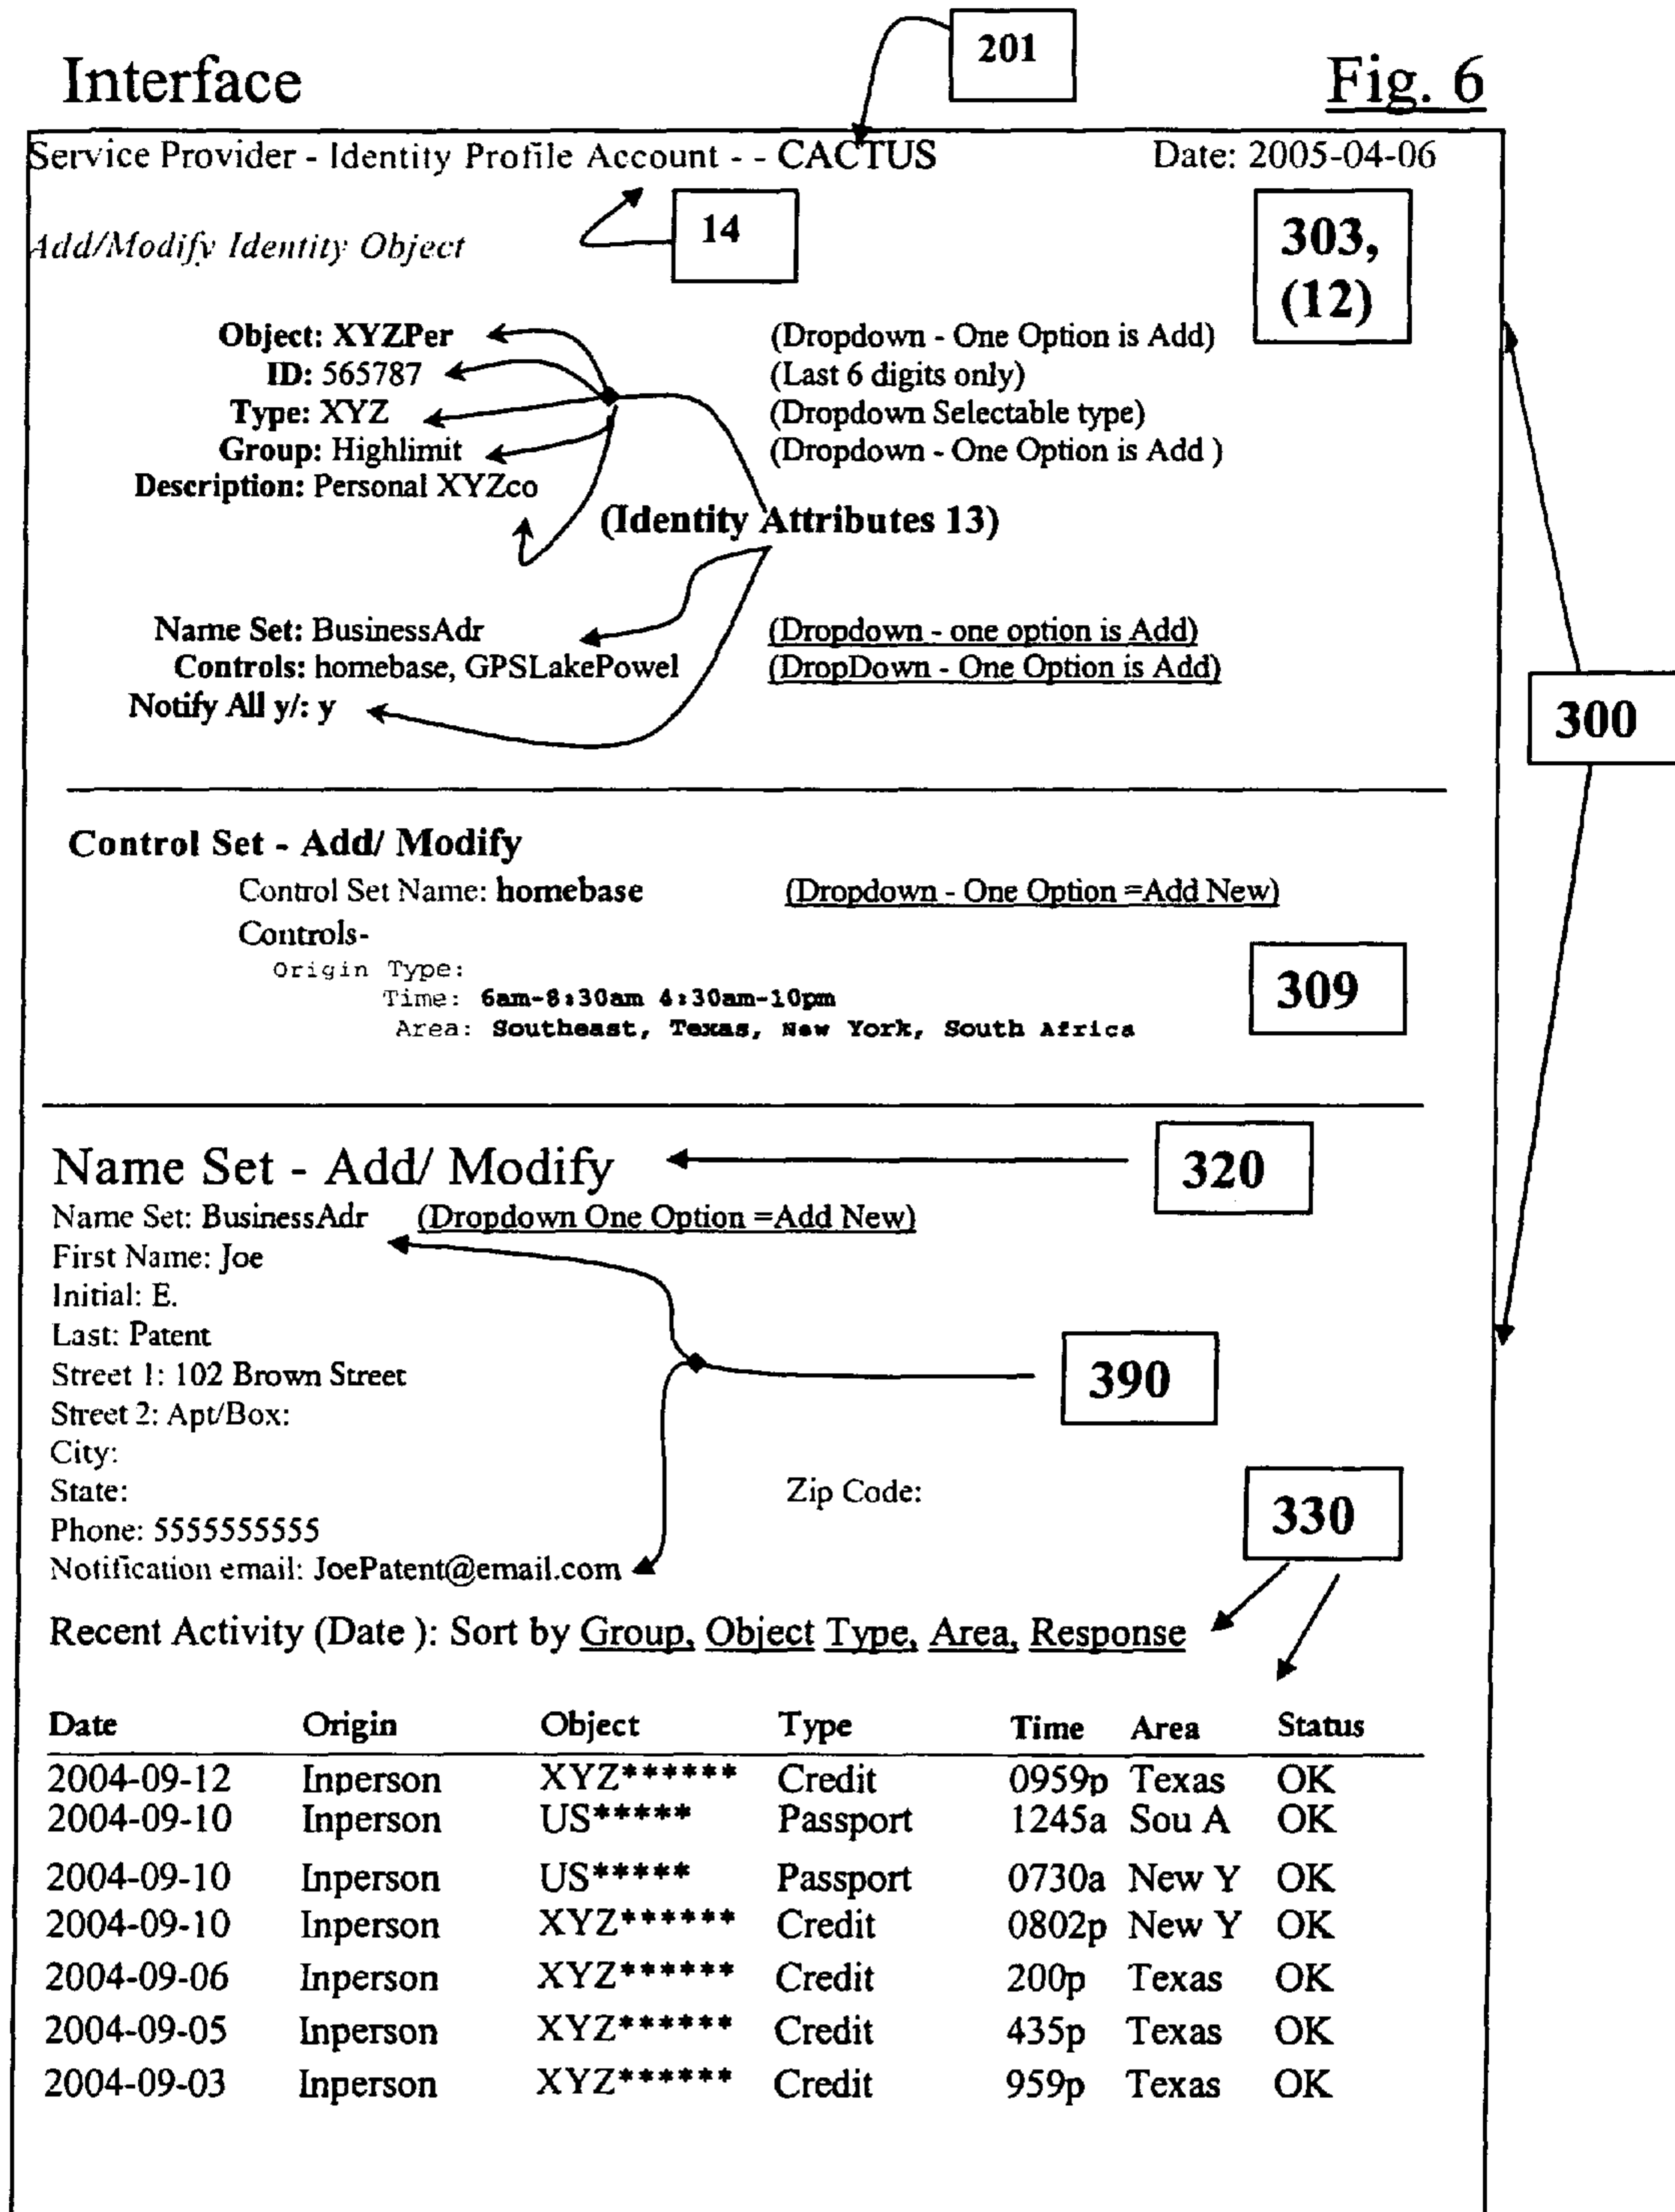 201
Interface
Fig. 6
Service Provider - Identity Profile Account - - CACTUS Date: 2005-04-06
14
303,
(12)
Add/Modify Identity Object
Object: XYZPer (Dropdown - One Option is Add)
ID: 565787 (Last 6 digits only)
Type: XYZ (Dropdown Selectable type)
Group: Highlimit (Dropdown - One Option is Add )
Description: Personal XYZco
(Identity Attributes 13)
Name Set: BusinessAdr (Dropdown - one option is Add)
Controls: homebase, GPSLakePowel (DropDown - One Option is Add)
Notify All y/: y
300
Control Set - Add/ Modify
Control Set Name: homebase (Dropdown - One Option =Add New)
Controls-
Origin Type:
309
Time: 6am-8:30am 4:30am-10pm
Area: Southeast, Texas, New York, South Africa
Name Set - Add/ Modify
320
Name Set: BusinessAdr (Dropdown One Option =Add New)
First Name: Joe
Initial: E.
Last: Patent
Street 1: 102 Brown Street
390
Street 2: Apt/Box:
City:
State: Zip Code:
330
Phone: 5555555555
Notification email: JoePatent@email.com
Recent Activity (Date ): Sort by Group, Object Type, Area, Response
Date Origin Object Type Time Area Status
2004-09-12 Inperson XYZ****** Credit 0959p Texas OK
2004-09-10 Inperson US***** Passport 1245a Sou A OK
2004-09-10 Inperson US***** Passport 0730a New Y OK
2004-09-10 Inperson XYZ****** Credit 0802p New Y OK
2004-09-06 Inperson XYZ****** Credit 200p Texas OK
2004-09-05 Inperson XYZ****** Credit 435p Texas OK
2004-09-03 Inperson XYZ****** Credit 959p Texas OK